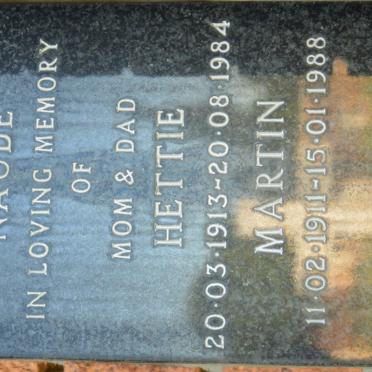 IN LOVING MEMORY
OF
MOM & DAD
HETTIE
20·03·1913~20·08·1984
MARTIN
11·02·1911~15·01·1988